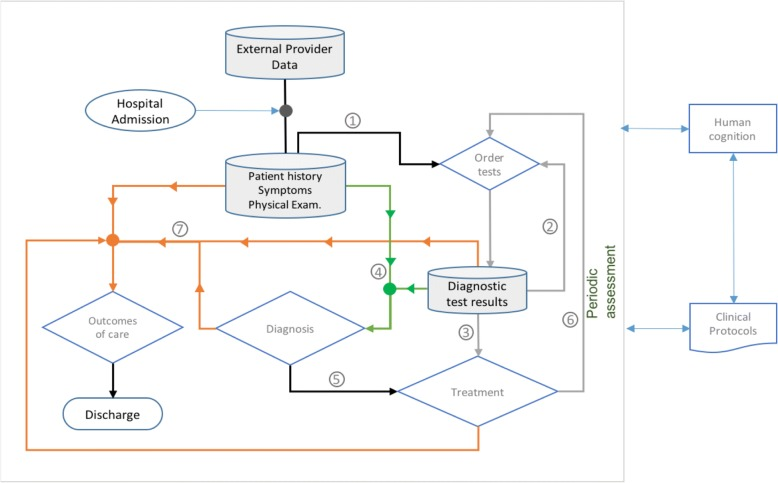 External Provider
Data
Hospital
Admission
①
Patient history
Symptoms
Physical Exam.
Order
tests
②
Human
cognition
⑦
④
Diagnostic
test results
Periodic
assessment
⑥
③
Outcomes
of care
Diagnosis
Clinical
Protocols
⑤
Treatment
Discharge